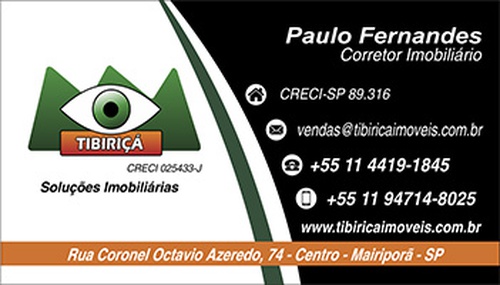 TIBIRIÇÁ
CRECI 025433-J
Soluções Imobiliárias
Paulo Fernandes
Corretor Imobiliário
CRECI-SP 89.316
vendas@tibiricaimoveis.com.br
+55 11 4419-1845
+55 11 94714-8025
www.tibiricaimoveis.com.br
Rua Coronel Octavio Azeredo, 74 - Centro - Mairiporã - SP